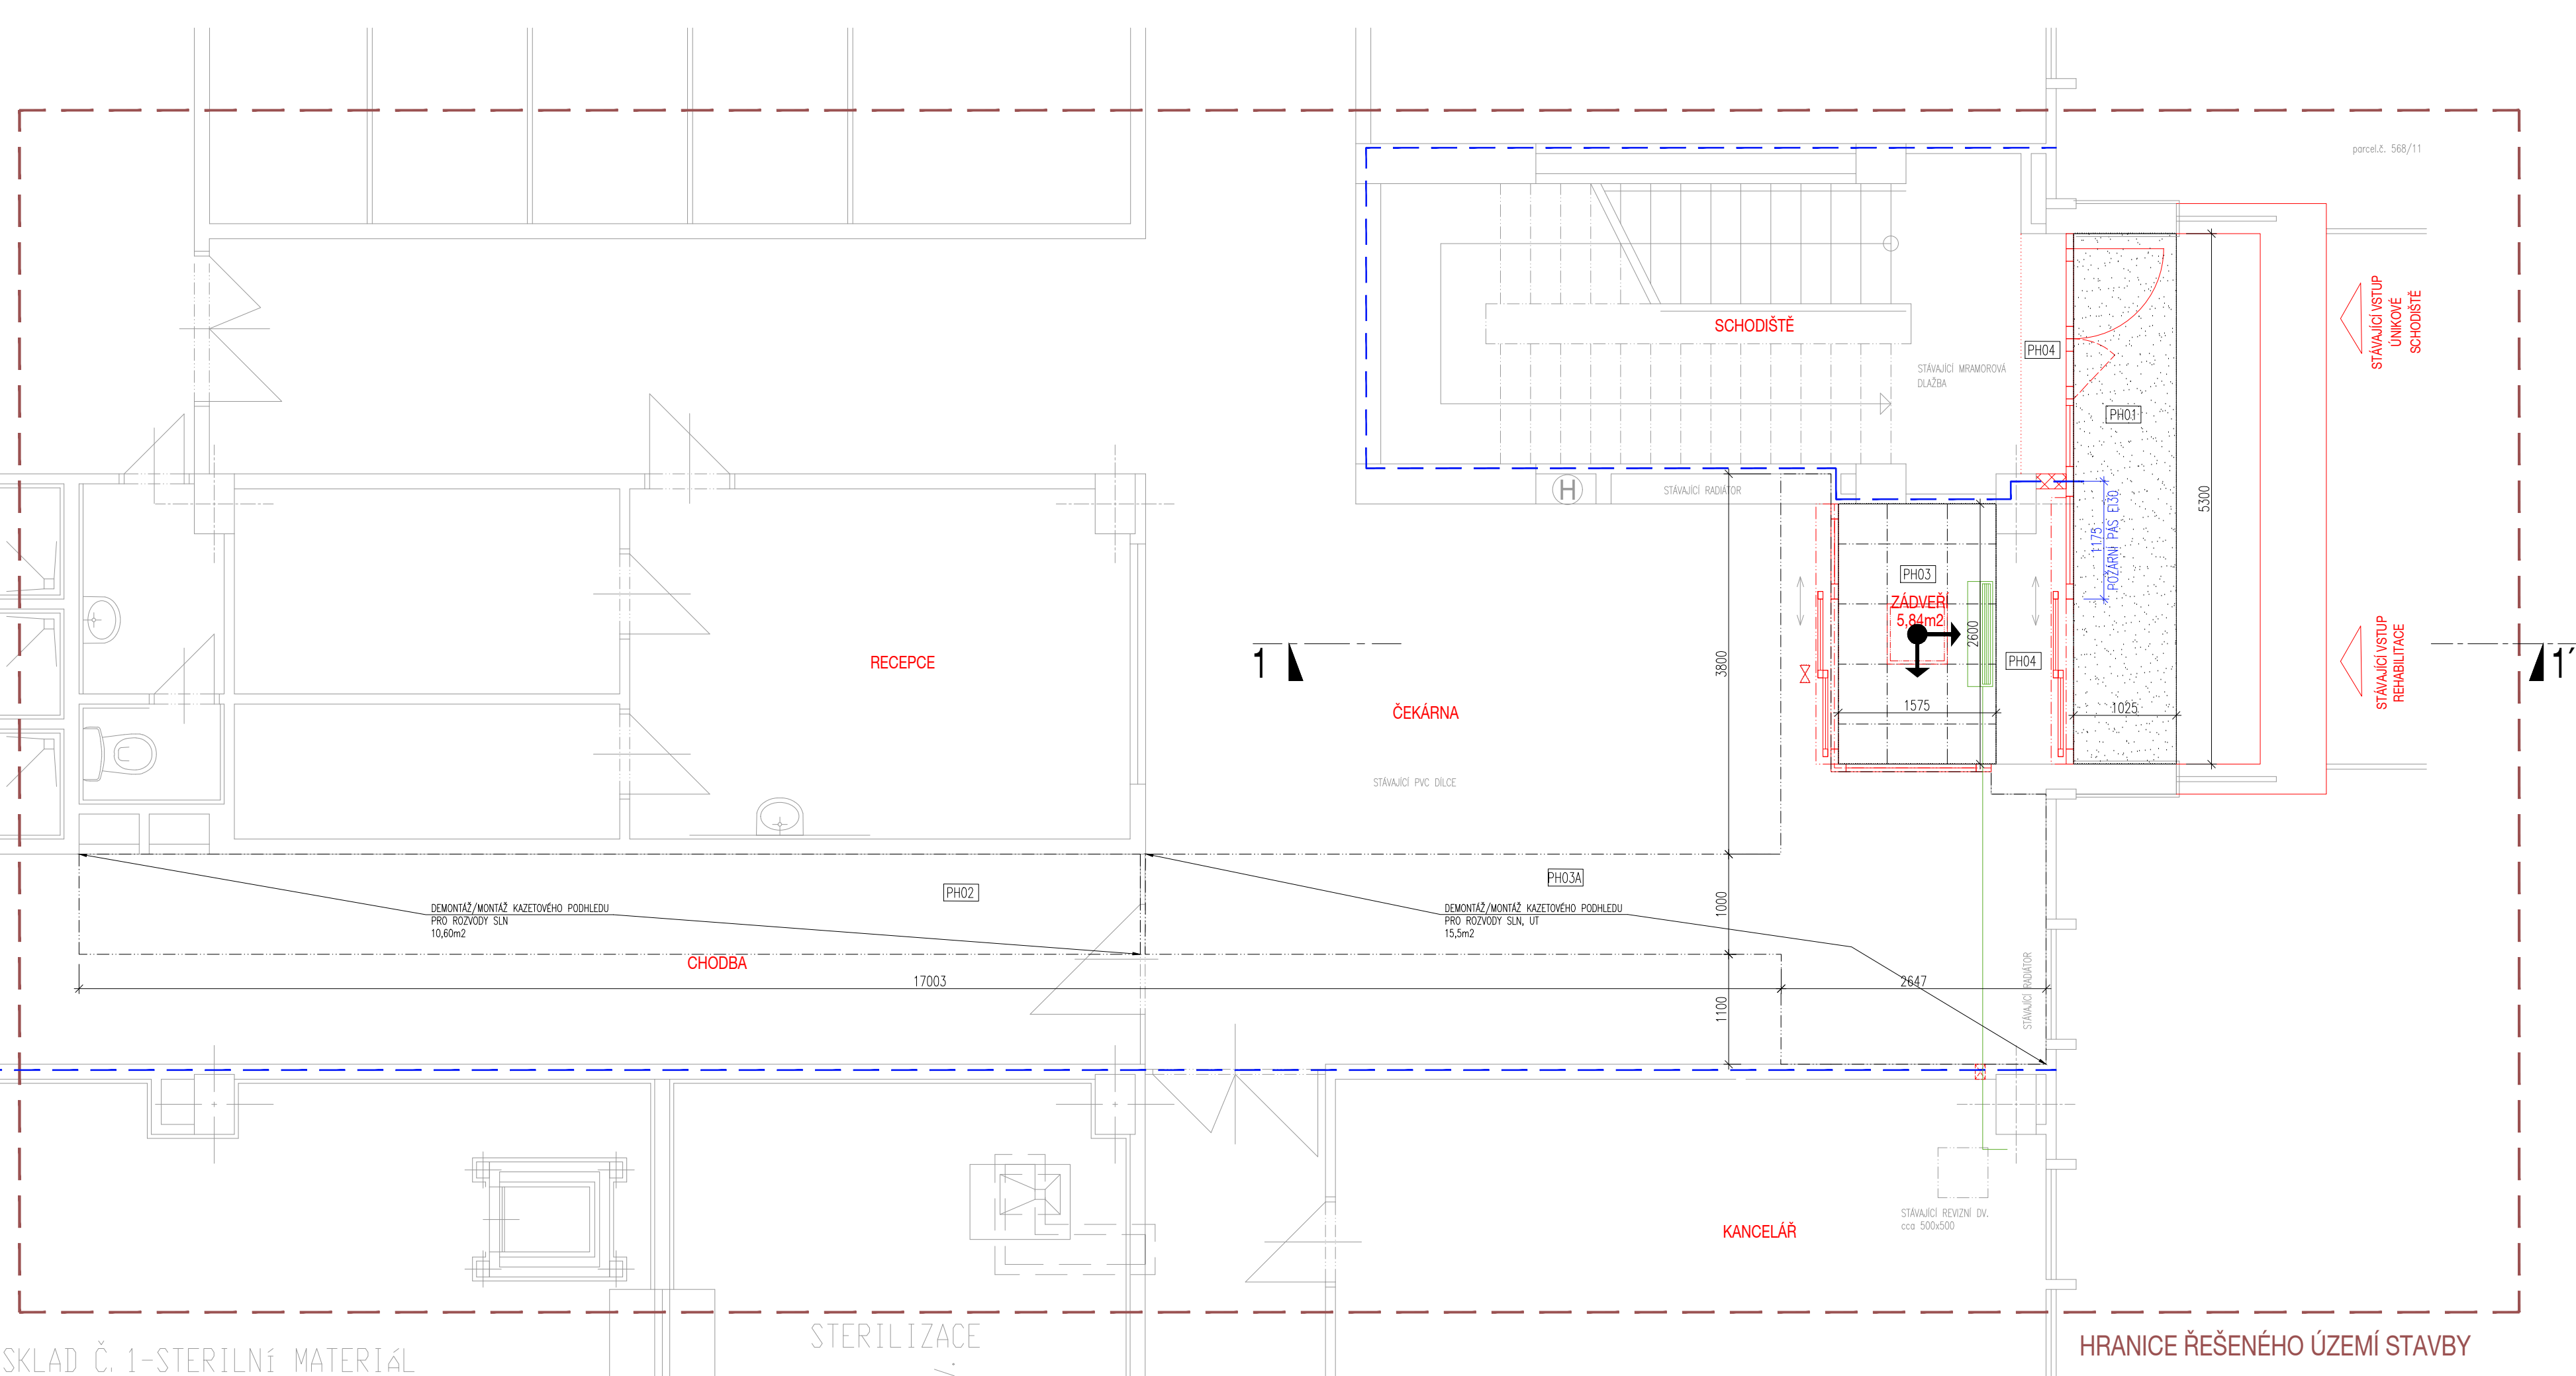 parcel.č. 568/11
STÁVAJÍCÍ VSTUP
ÚNIKOVÉ
SCHODIŠTĚ
SCHODIŠTĚ
PH04
STÁVAJÍCÍ MRAMOROVÁ
DLAŽBA
PH01
H
STÁVAJÍCÍ RADIÁTOR
5300
1175
POŽÁRNÍ PÁS EI30
PH03
ZÁDVEŘÍ
5,84m2
2600
PH04
1575
1025
STÁVAJÍCÍ VSTUP
REHABILITACE
1
1'
RECEPCE
3800
ČEKÁRNA
STÁVAJÍCÍ PVC DÍLCE
PH02
PH03A
DEMONTÁŽ/MONTÁŽ KAZETOVÉHO PODHLEDU
PRO ROZVODY SLN
10,60m2
DEMONTÁŽ/MONTÁŽ KAZETOVÉHO PODHLEDU
PRO ROZVODY SLN, UT
15,5m2
1000
CHODBA
17003
2647
1100
STÁVAJÍCÍ RADIÁTOR
KANCELÁŘ
STÁVAJÍCÍ REVIZNÍ DV.
cca 500x500
STERILIZACE
SKLAD Č. 1-STERILNí MATERIáL
HRANICE ŘEŠENÉHO ÚZEMÍ STAVBY